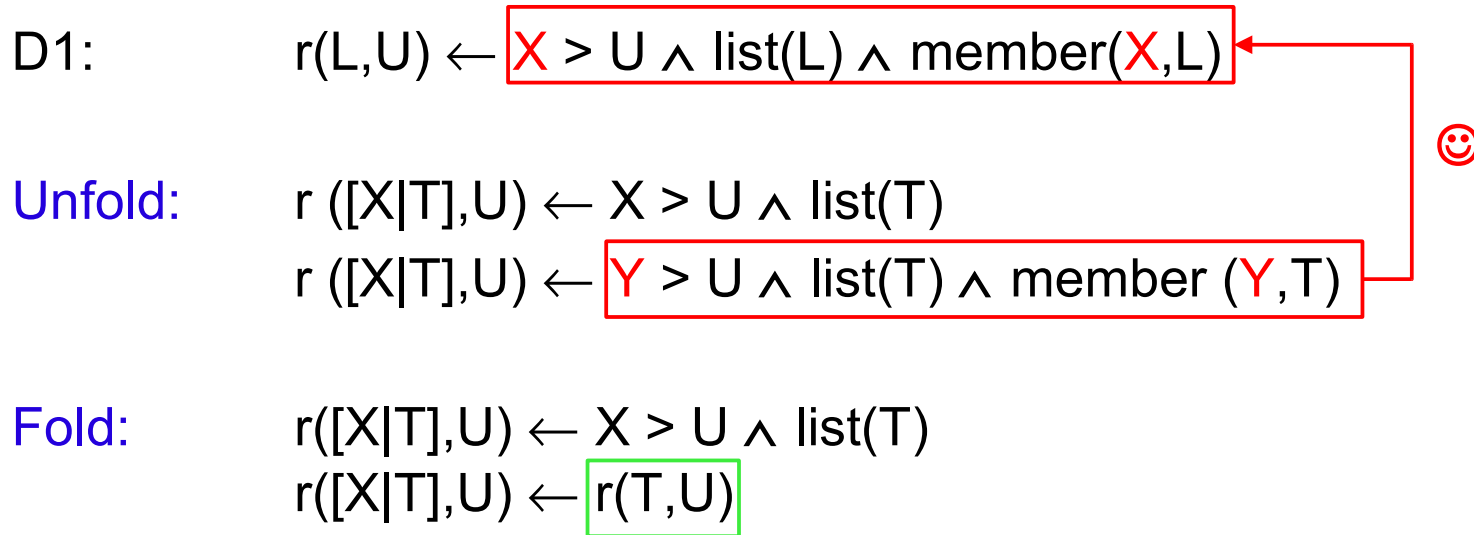 D1: r(L,U) ← X > U ∧ list(L) ∧ member(X,L)
Unfold: r ([X|T],U) ← X > U ∧ list(T)
r ([X|T],U) ← Y > U ∧ list(T) ∧ member (Y,T)
Fold: r([X|T],U) ← X > U ∧ list(T)
r([X|T],U) ← r(T,U)